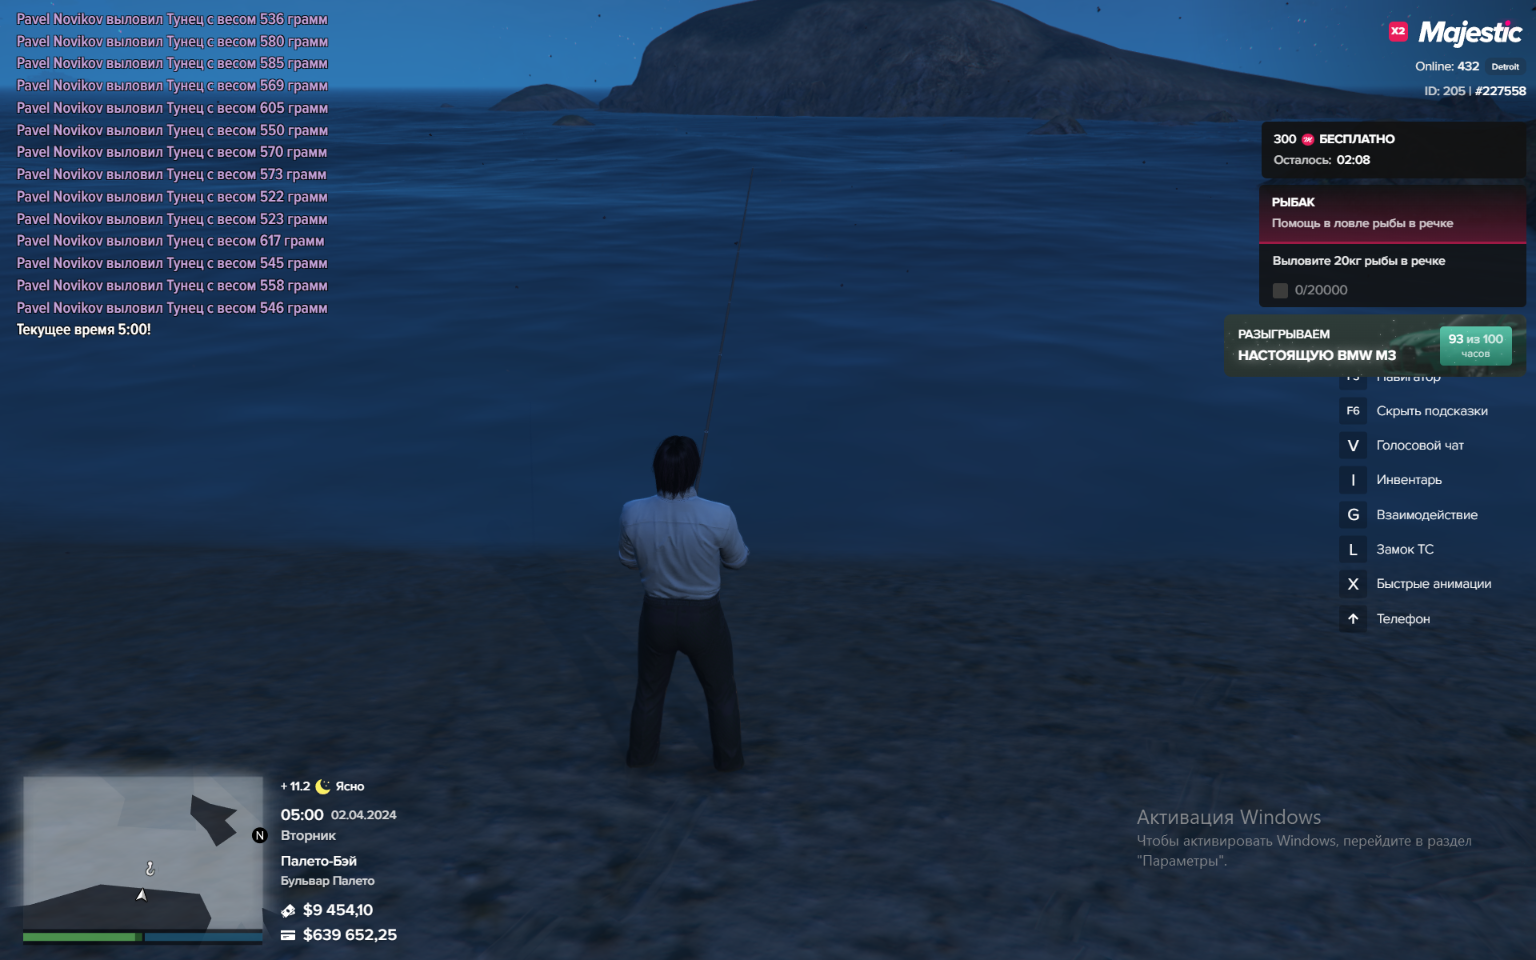 Pavel Novikov выловил Тунец с весом 536 грамм
Pavel Novikov выловил Тунец с весом 580 грамм
Pavel Novikov выловил Тунец с весом 585 грамм
Pavel Novikov выловил Тунец с весом 569 грамм
Pavel Novikov выловил Тунец с весом 605 грамм
Pavel Novikov выловил Тунец с весом 550 грамм
Pavel Novikov выловил Тунец с весом 570 грамм
Pavel Novikov выловил Тунец с весом 573 грамм
Pavel Novikov выловил Тунец с весом 522 грамм
Pavel Novikov выловил Тунец с весом 523 грамм
Pavel Novikov выловил Тунец с весом 617 грамм
Pavel Novikov выловил Тунец с весом 545 грамм
Pavel Novikov выловил Тунец с весом 558 грамм
Pavel Novikov выловил Тунец с весом 546 грамм
Текущее время 5:00!
X2 Majestic
Online: 432 Detroit
ID: 205 | #227558
300 БЕСПЛАТНО
Осталось: 02:08
РЫБАК
Помощь в ловле рыбы в речке
Выловите 20кг рыбы в речке
0/20000
РАЗЫГРЫВАЕМ
НАСТОЯЩУЮ BMW M3
93 из 100
часов
Навигатор
F6 Скрыть подсказки
V Голосовой чат
I Инвентарь
G Взаимодействие
L Замок ТС
X Быстрые анимации
↑ Телефон
N
+ 11.2 Ясно
05:00 02.04.2024
Вторник
Палето-Бэй
Бульвар Палето
$9 454,10
$639 652,25
Активация Windows
Чтобы активировать Windows, перейдите в раздел
"Параметры".